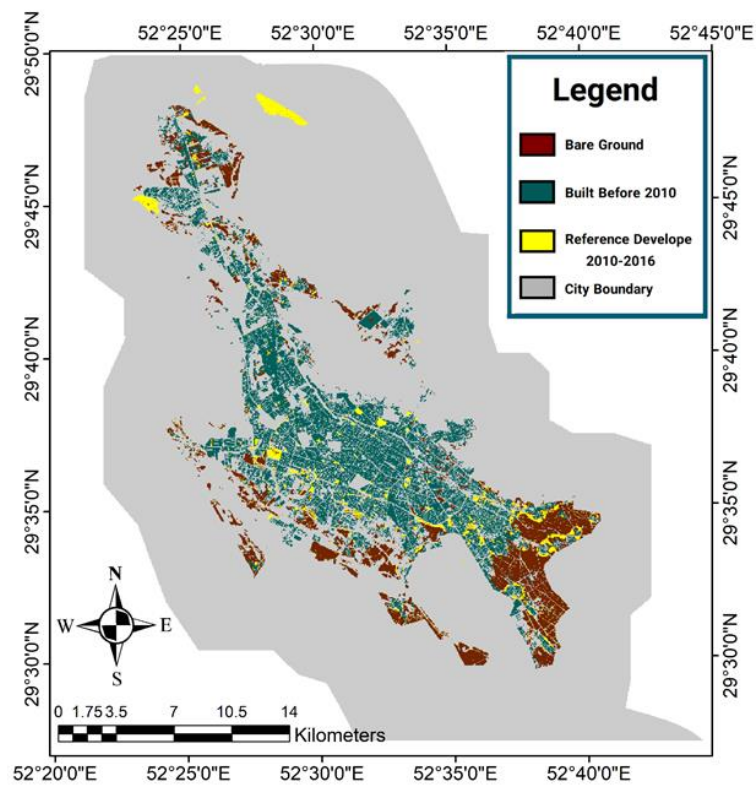 52°25'0"E 52°30'0"E 52°35'0"E 52°40'0"E 52°45'0"E
29°50'0"N
29°45'0"N
29°40'0"N
29°35'0"N
29°30'0"N
Legend
Bare Ground
Built Before 2010
Reference Develope
2010-2016
City Boundary
29°45'0"N
29°40'0"N
29°35'0"N
29°30'0"N
N
W E
S
0 1.75 3.5 7 10.5 14
Kilometers
52°20'0"E 52°25'0"E 52°30'0"E 52°35'0"E 52°40'0"E